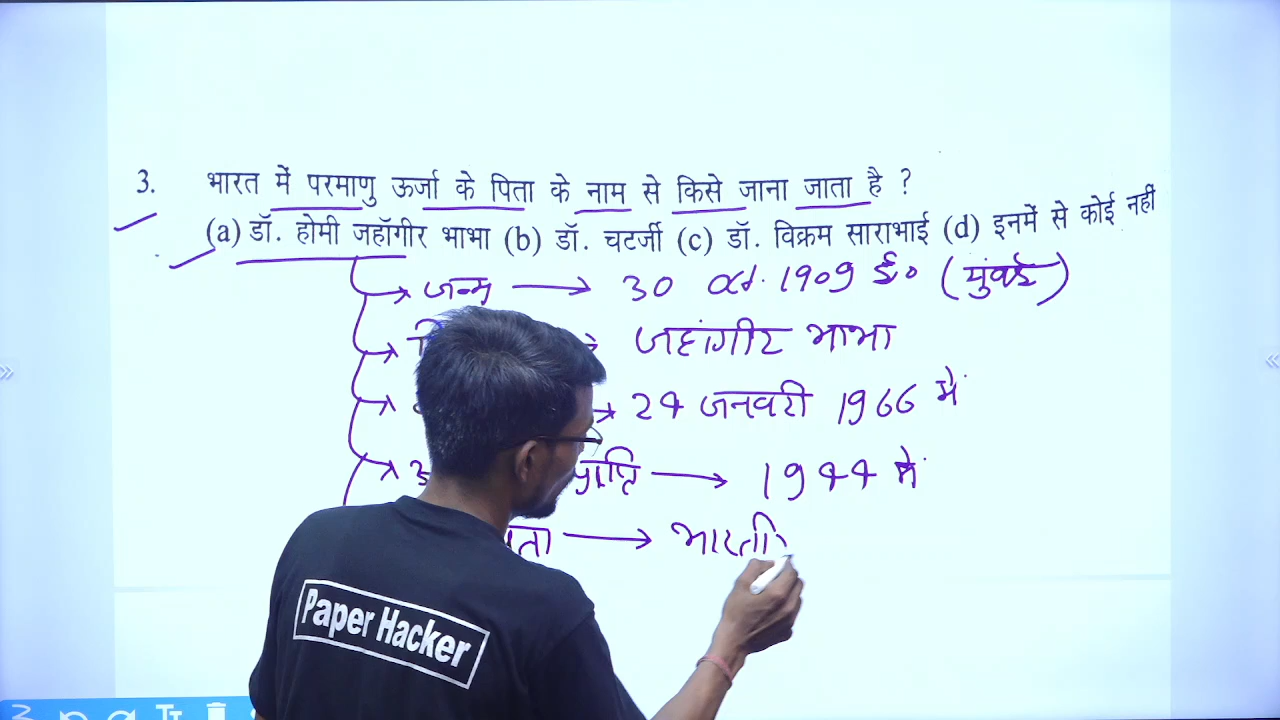 3. भारत में परमाणु ऊर्जा के पिता के नाम से किसे जाना जाता है ?
(a) डॉ. होमी जहाँगीर भाभा (b) डॉ. चटर्जी (c) डॉ. विक्रम साराभाई (d) इनमें से कोई नहीं
जन्म → 30 Oct. 1909 ई० (मुंबई)
→ जहांगीर भाभा
→ 24 जनवरी 1966 में
प्राप्ति → 1944 में
→ भारती
Paper Hacker